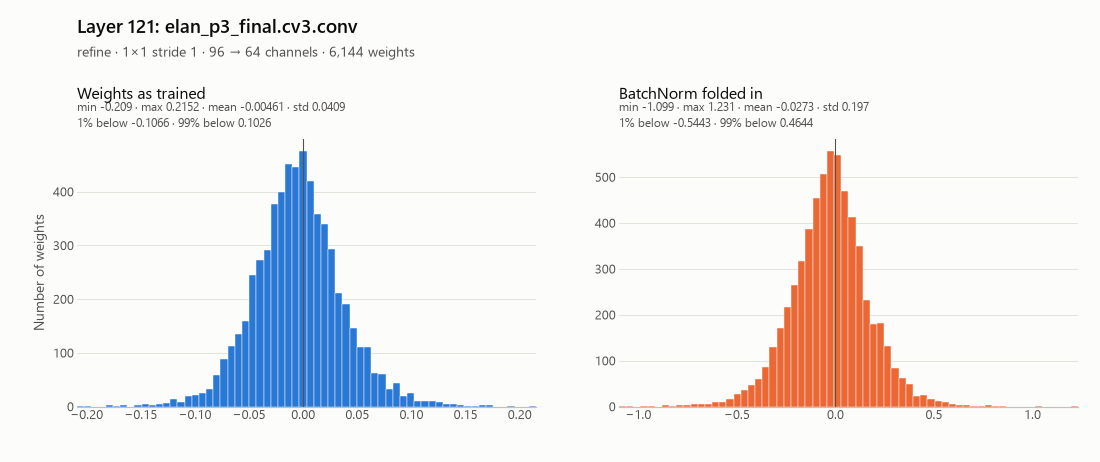 Layer 121: elan_p3_final.cv3.conv
refine · 1×1 stride 1 · 96 → 64 channels · 6,144 weights
Weights as trained
min -0.209 · max 0.2152 · mean -0.00461 · std 0.0409
1% below -0.1066 · 99% below 0.1026
Number of weights
400
300
200
100
0
−0.20 −0.15 −0.10 −0.05 0.00 0.05 0.10 0.15 0.20
BatchNorm folded in
min -1.099 · max 1.231 · mean -0.0273 · std 0.197
1% below -0.5443 · 99% below 0.4644
500
400
300
200
100
0
−1.0 −0.5 0.0 0.5 1.0